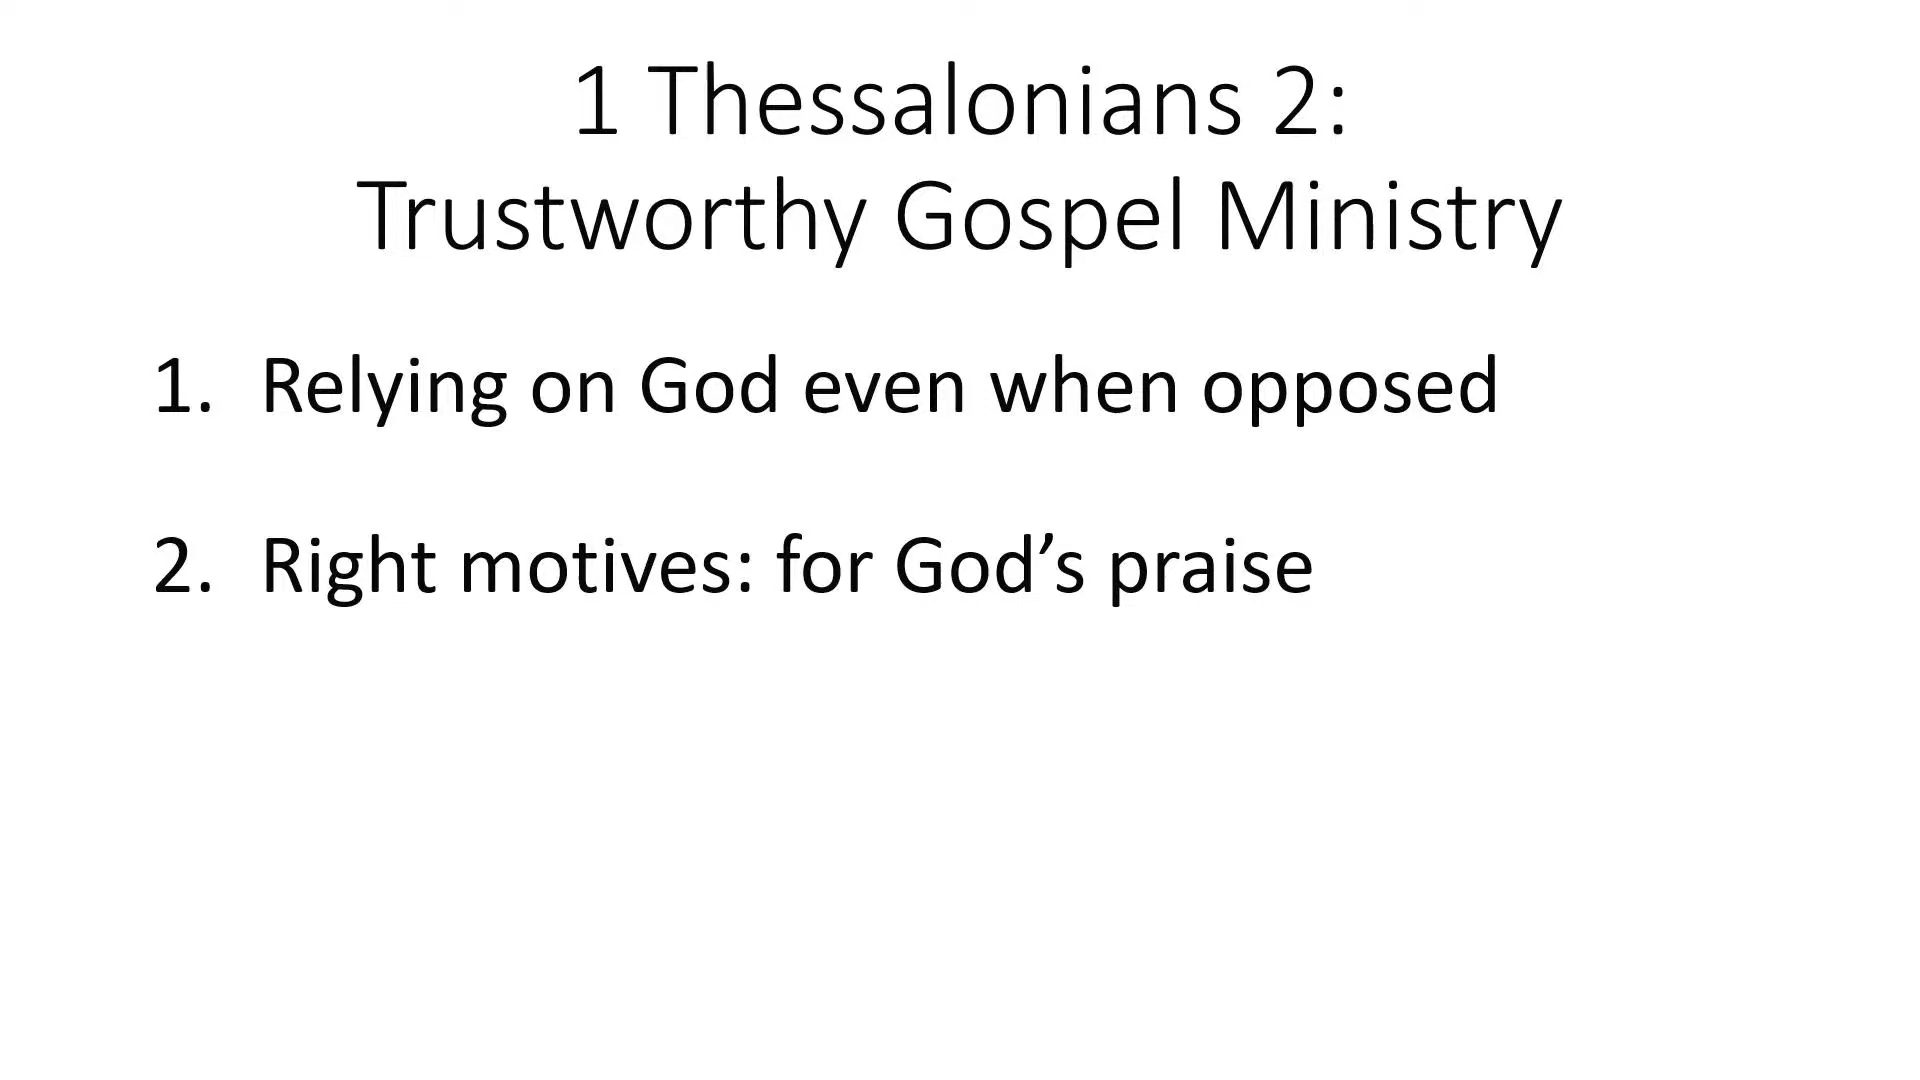 1 Thessalonians 2:
Trustworthy Gospel Ministry
1. Relying on God even when opposed
2. Right motives: for God’s praise